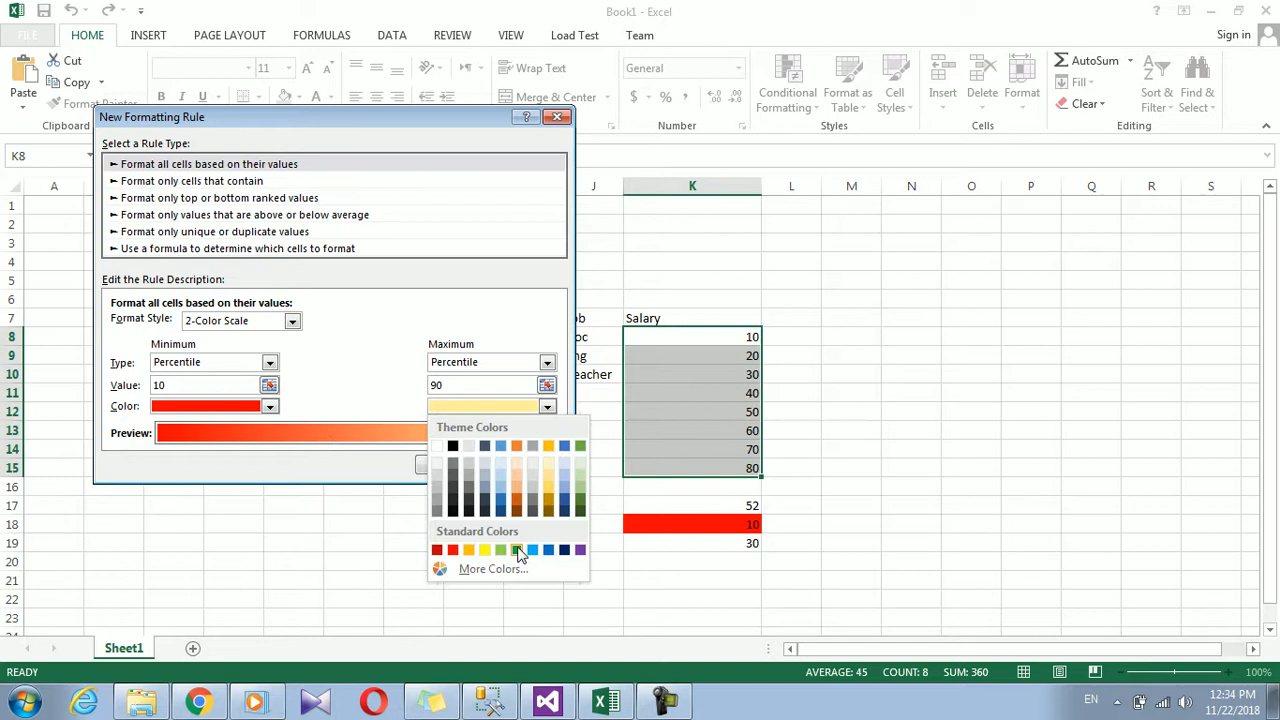 Book1 - Excel
FILE HOME INSERT PAGE LAYOUT FORMULAS DATA REVIEW VIEW Load Test Team Sign in
Paste Cut Copy Format Painter
11 Wrap Text Merge & Center
General $ % ,
Conditional Formatting Format as Table Cell Styles
Insert Delete Format
AutoSum Fill Clear Sort & Filter Find & Select
Clipboard Number Styles Cells Editing
K8
New Formatting Rule
Select a Rule Type:
► Format all cells based on their values
► Format only cells that contain
► Format only top or bottom ranked values
► Format only values that are above or below average
► Format only unique or duplicate values
► Use a formula to determine which cells to format
Edit the Rule Description:
Format all cells based on their values:
Format Style: 2-Color Scale
Minimum Maximum
Type: Percentile Percentile
Value: 10 90
Color:
Preview:
Theme Colors
Standard Colors
More Colors...
A J K L M N O P Q R S
1
2
3
4
5
6
7 ob Salary
8 oc 10
9 ng 20
10 eacher 30
11 40
12 50
13 60
14 70
15 80
16
17 52
18 10
19 30
20
21
22
23
24
Sheet1
READY AVERAGE: 45 COUNT: 8 SUM: 360 100%
EN 12:34 PM
11/22/2018